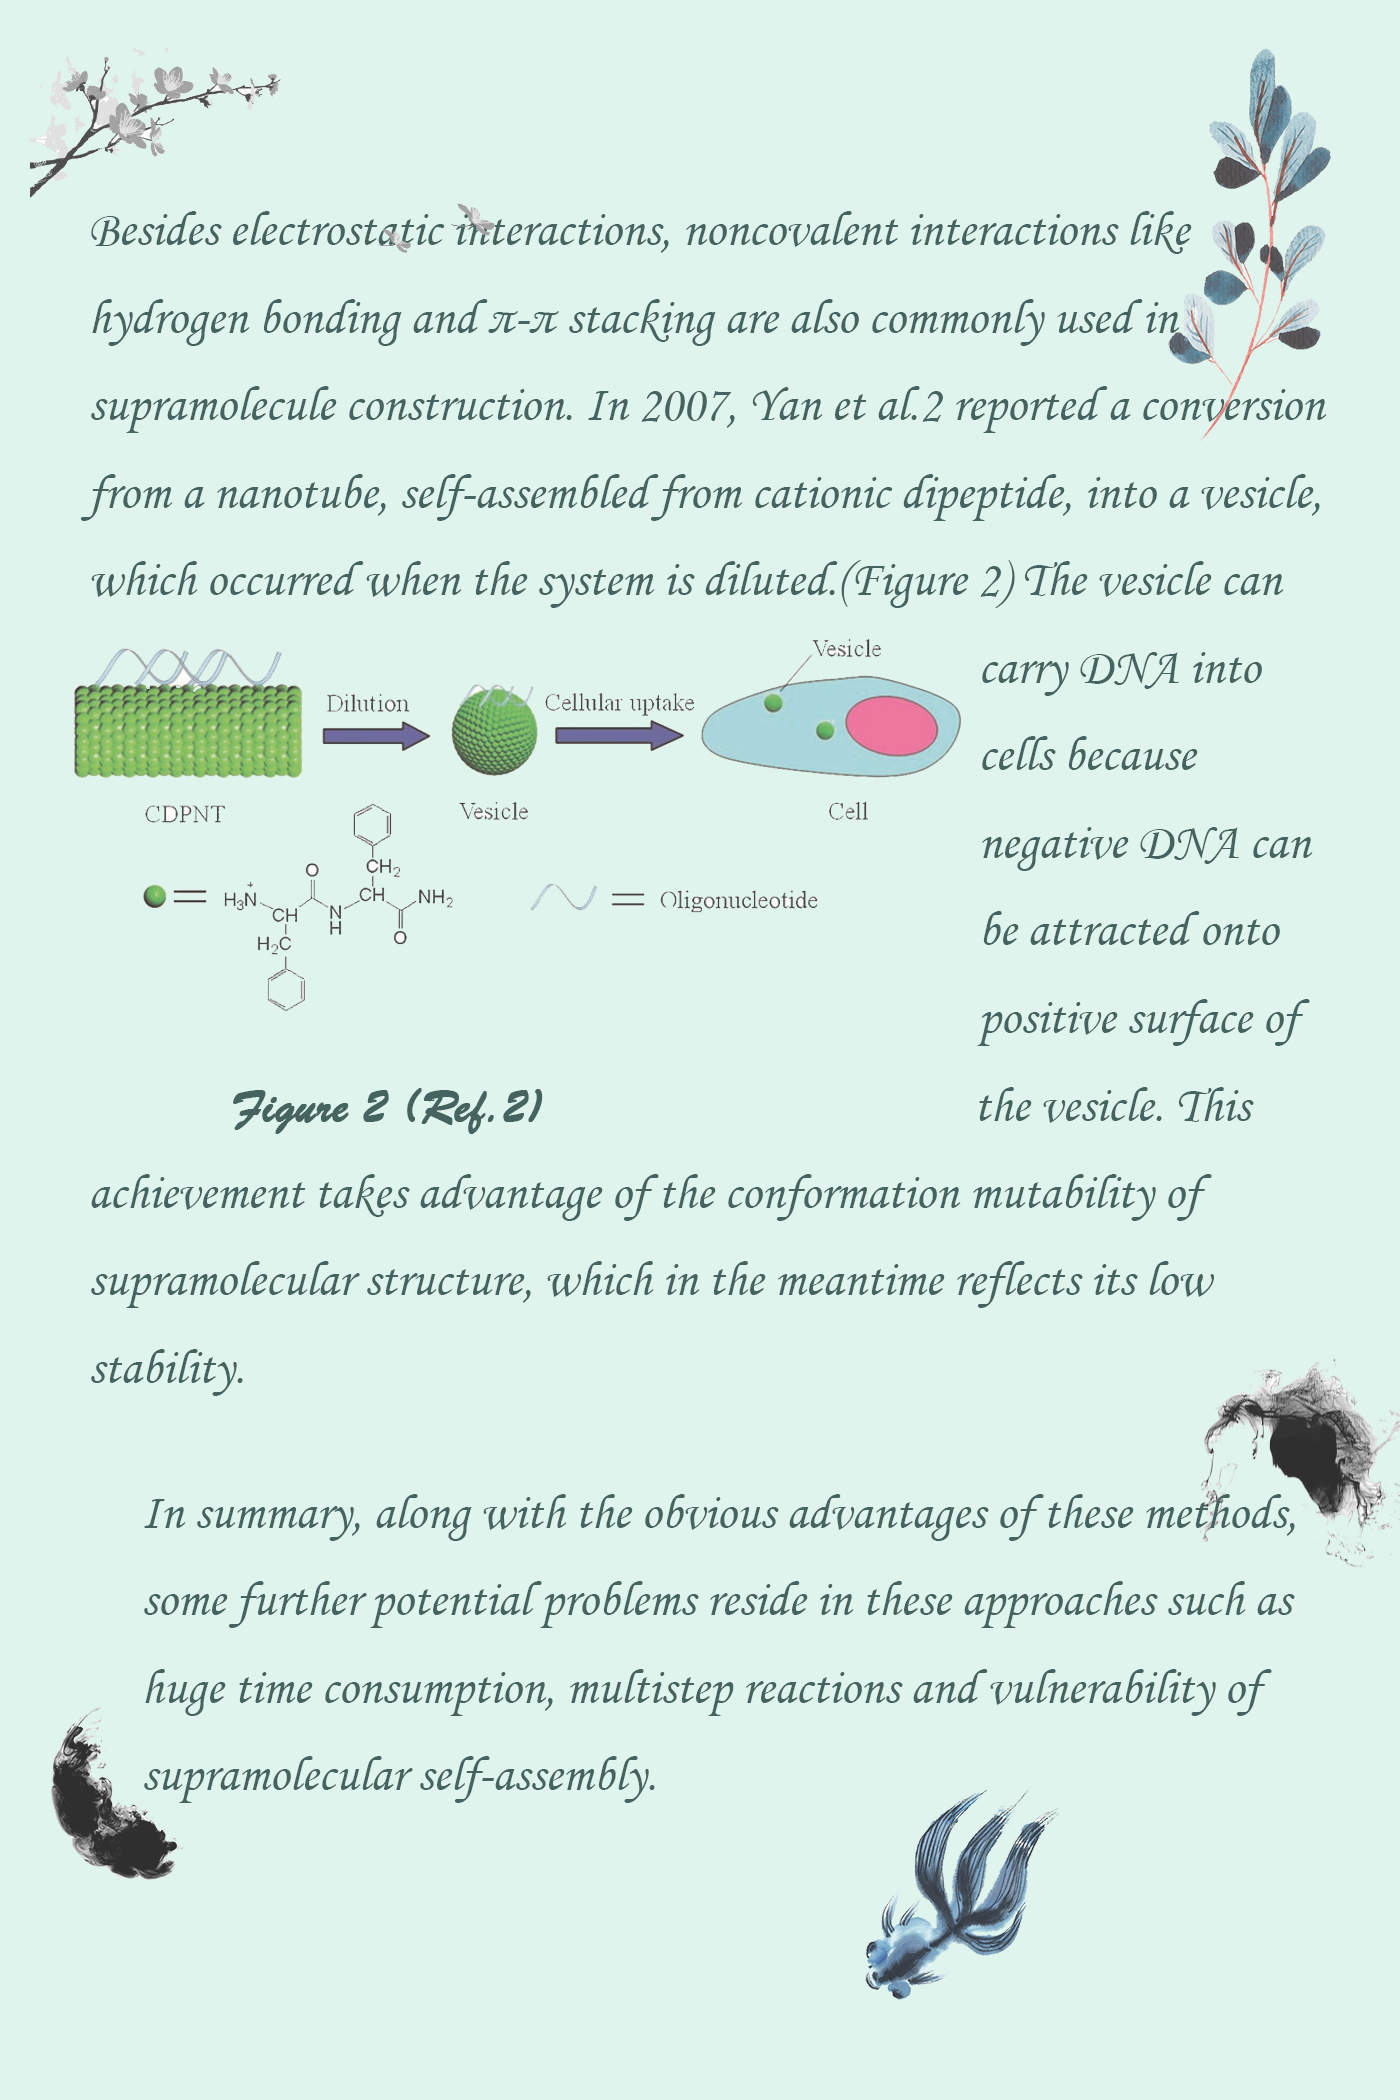 Besides electrostatic interactions, noncovalent interactions like
hydrogen bonding and π-π stacking are also commonly used in
supramolecule construction. In 2007, Yan et al.2 reported a conversion
from a nanotube, self-assembled from cationic dipeptide, into a vesicle,
which occurred when the system is diluted.(Figure 2) The vesicle can
carry DNA into
cells because
negative DNA can
be attracted onto
positive surface of
the vesicle. This
Vesicle
Dilution
Cellular uptake
CDPNT
Vesicle
Cell
CH2
O
H3N+
CH
NH2
N
H
CH
H2C
O
Oligonucleotide
Figure 2 (Ref.2)
achievement takes advantage of the conformation mutability of
supramolecular structure, which in the meantime reflects its low
stability.
In summary, along with the obvious advantages of these methods,
some further potential problems reside in these approaches such as
huge time consumption, multistep reactions and vulnerability of
supramolecular self-assembly.